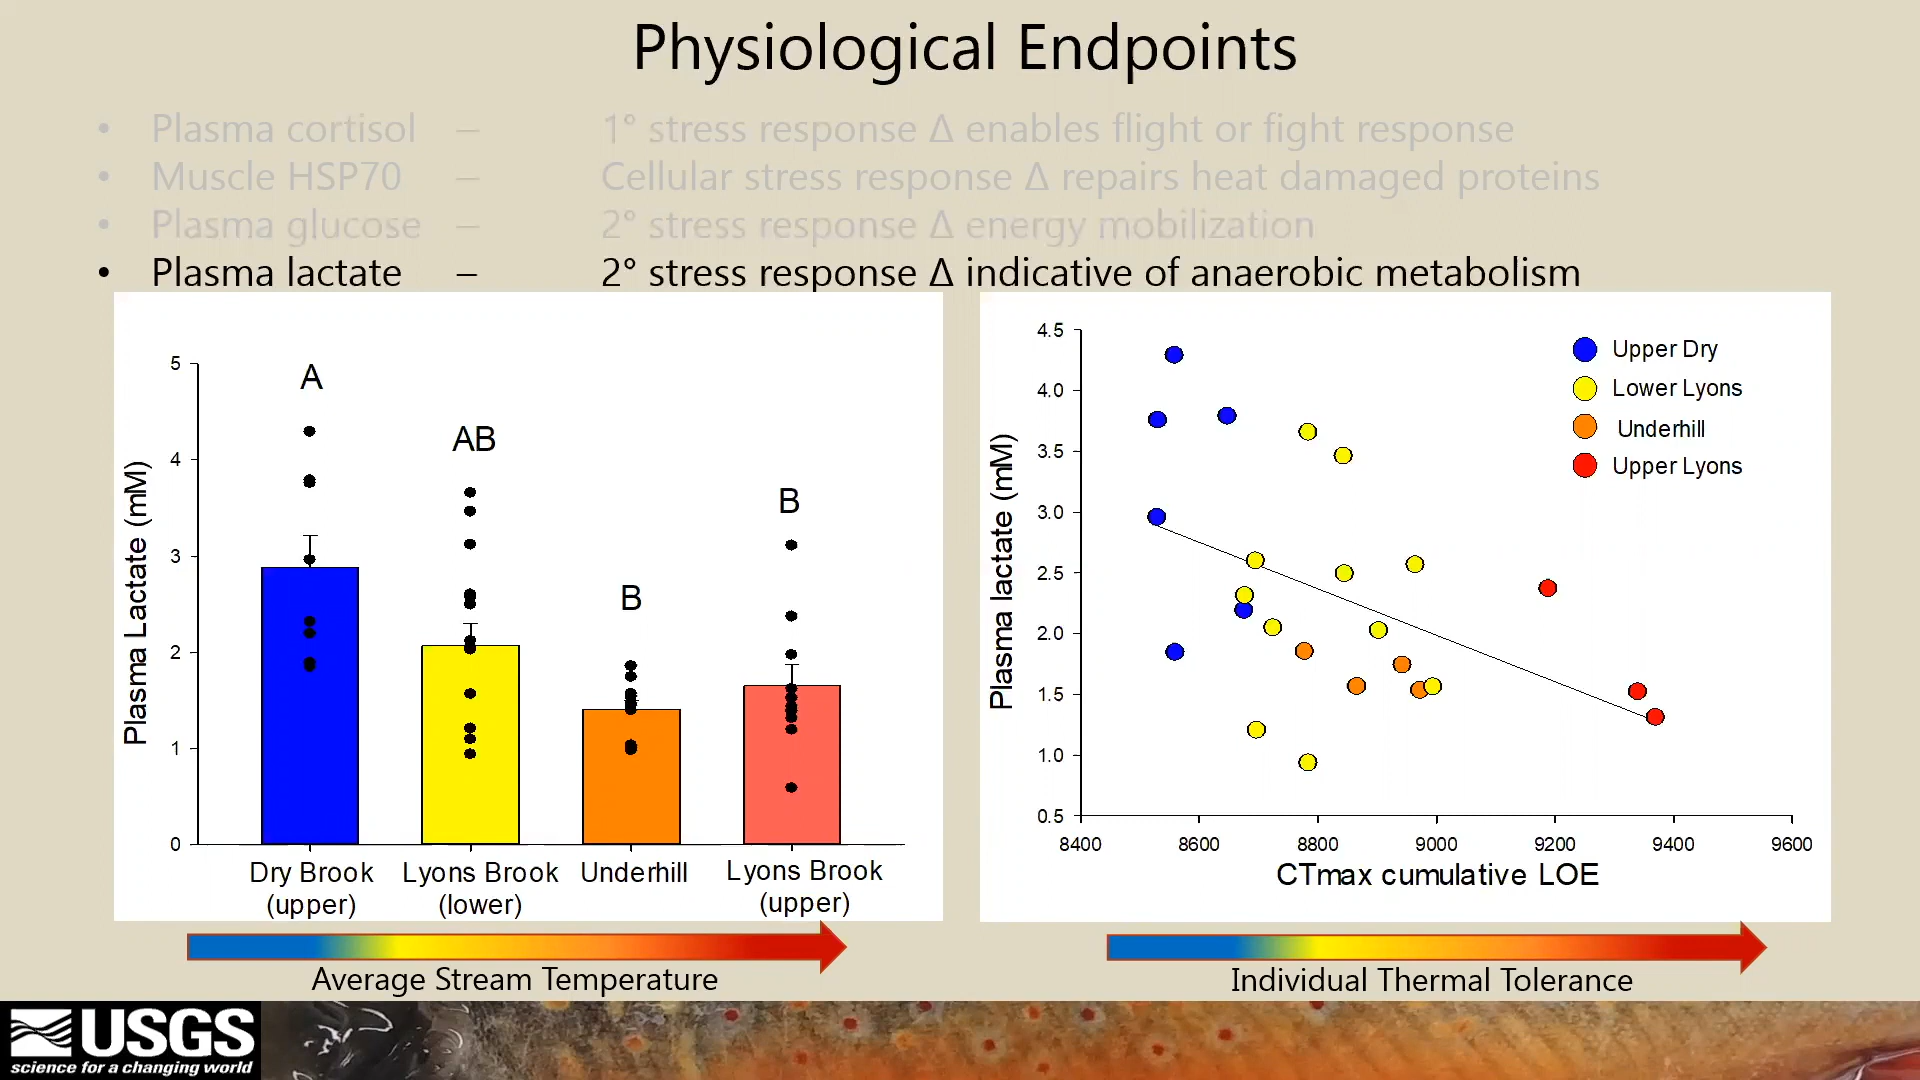 Physiological Endpoints
• Plasma cortisol – 1° stress response Δ enables flight or fight response
• Muscle HSP70 – Cellular stress response Δ repairs heat damaged proteins
• Plasma glucose – 2° stress response Δ energy mobilization
• Plasma lactate – 2° stress response Δ indicative of anaerobic metabolism
Plasma Lactate (mM)
5
4
3
2
1
0
A
AB
B
B
Dry Brook
(upper)
Lyons Brook
(lower)
Underhill
Lyons Brook
(upper)
Average Stream Temperature
Plasma lactate (mM)
4.5
4.0
3.5
3.0
2.5
2.0
1.5
1.0
0.5
Upper Dry
Lower Lyons
Underhill
Upper Lyons
8400 8600 8800 9000 9200 9400 9600
CTmax cumulative LOE
Individual Thermal Tolerance
USGS
science for a changing world